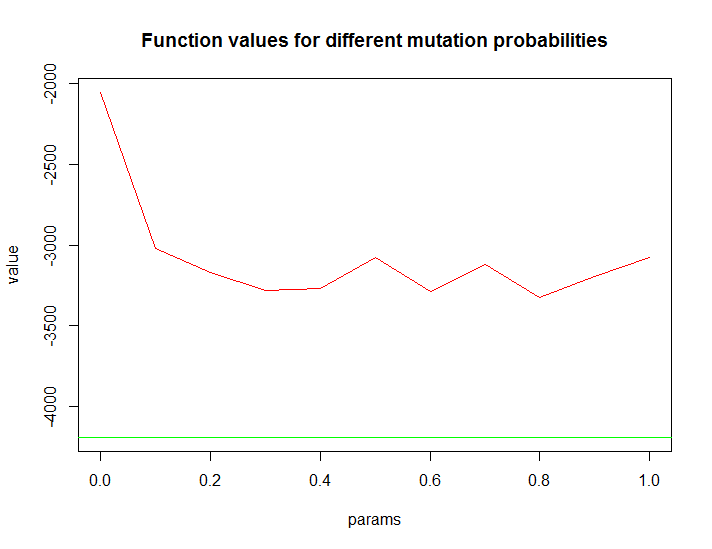 Function values for different mutation probabilities
value
-2000
-2500
-3000
-3500
-4000
0.0 0.2 0.4 0.6 0.8 1.0
params